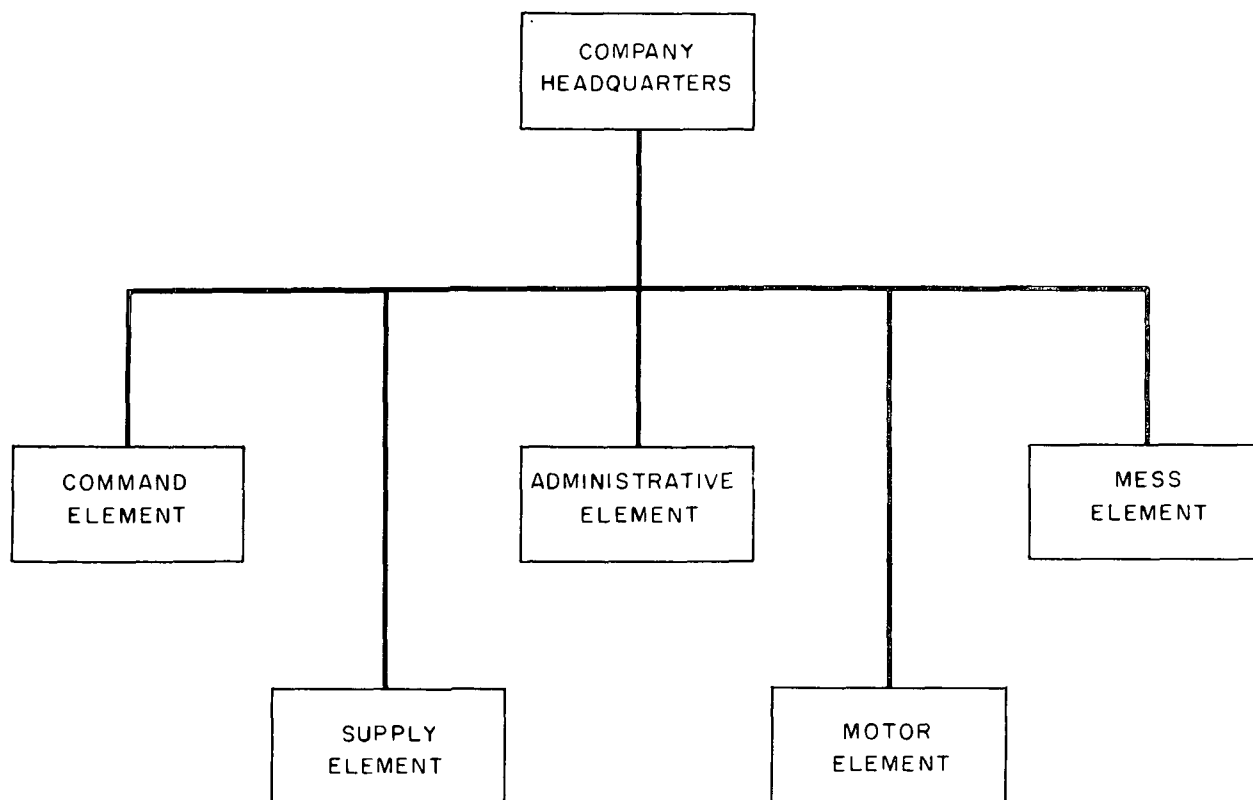 COMPANY
HEADQUARTERS
COMMAND
ELEMENT
ADMINISTRATIVE
ELEMENT
MESS
ELEMENT
SUPPLY
ELEMENT
MOTOR
ELEMENT